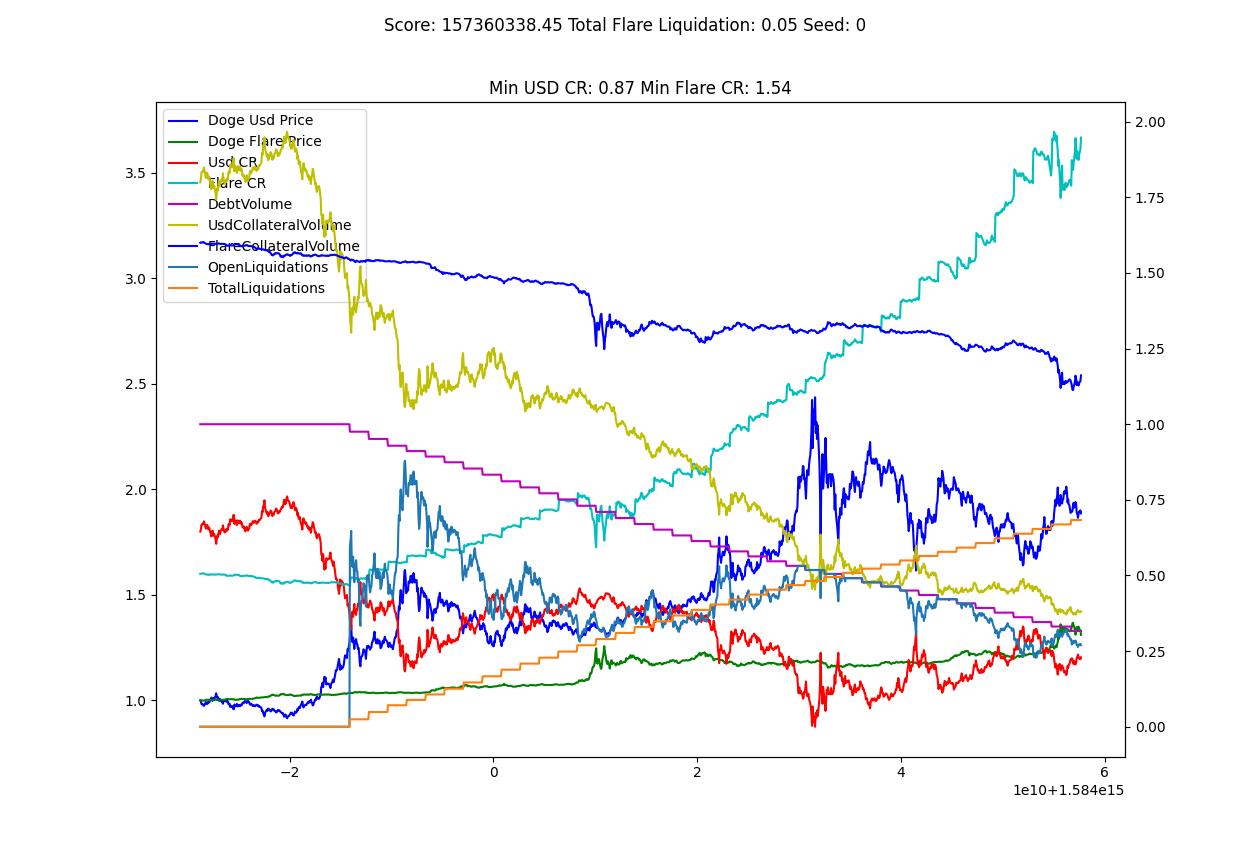 Score: 157360338.45 Total Flare Liquidation: 0.05 Seed: 0
Min USD CR: 0.87 Min Flare CR: 1.54
Doge Usd Price
Doge Flare Price
Usd CR
Flare CR
DebtVolume
UsdCollateralVolume
FlareCollateralVolume
OpenLiquidations
TotalLiquidations
3.5
3.0
2.5
2.0
1.5
1.0
2.00
1.75
1.50
1.25
1.00
0.75
0.50
0.25
0.00
−2 0 2 4 6
1e10+1.584e15